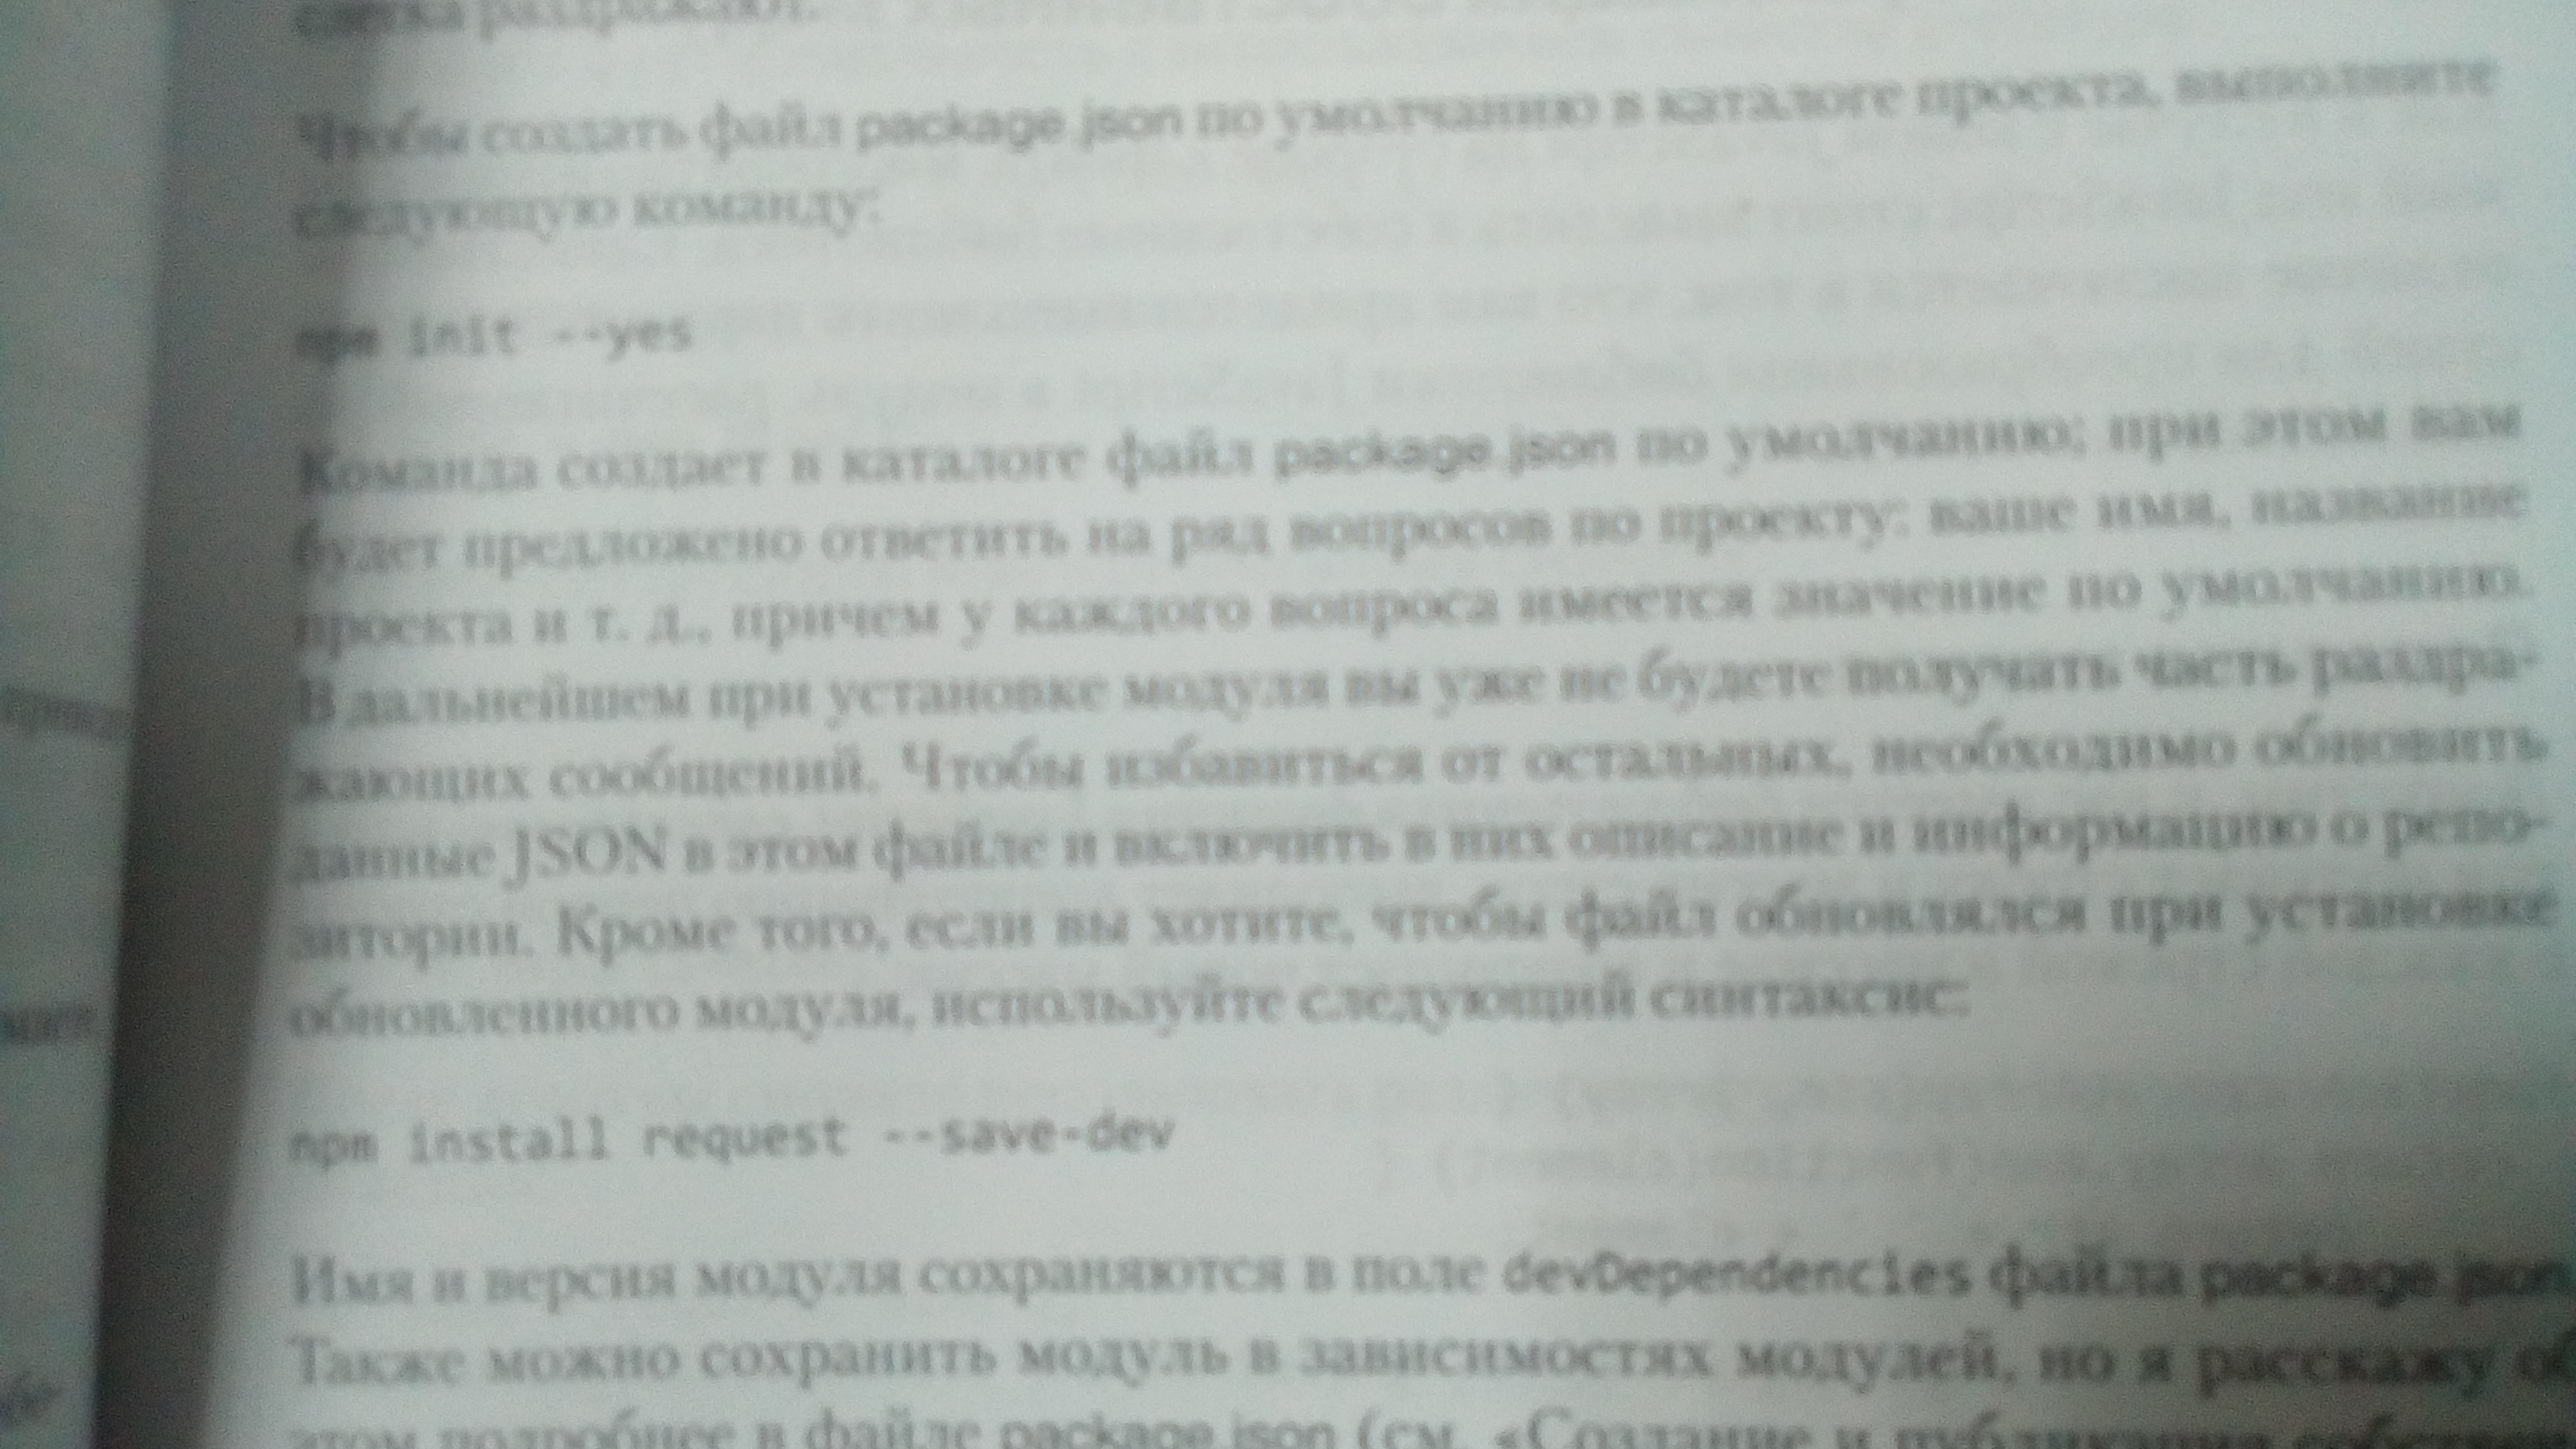 раздражают.
Чтобы создать файл package.json по умолчанию в каталоге проекта, выполните
следующую команду:
npm init --yes
Команда создает в каталоге файл package.json по умолчанию; при этом вам
будет предложено ответить на ряд вопросов по проекту: ваше имя, название
проекта и т. д., причем у каждого вопроса имеется значение по умолчанию.
В дальнейшем при установке модуля вы уже не будете получать часть раздра-
жающих сообщений. Чтобы избавиться от остальных, необходимо обновить
данные JSON в этом файле и включить в них описание и информацию о репо-
зитории. Кроме того, если вы хотите, чтобы файл обновлялся при установке
обновленного модуля, используйте следующий синтаксис:
npm install request --save-dev
Имя и версия модуля сохраняются в поле devDependencies файла package.json
Также можно сохранить модуль в зависимостях модулей, но я расскажу об
этом подробнее в файле package.json (см. «Создание и публикация